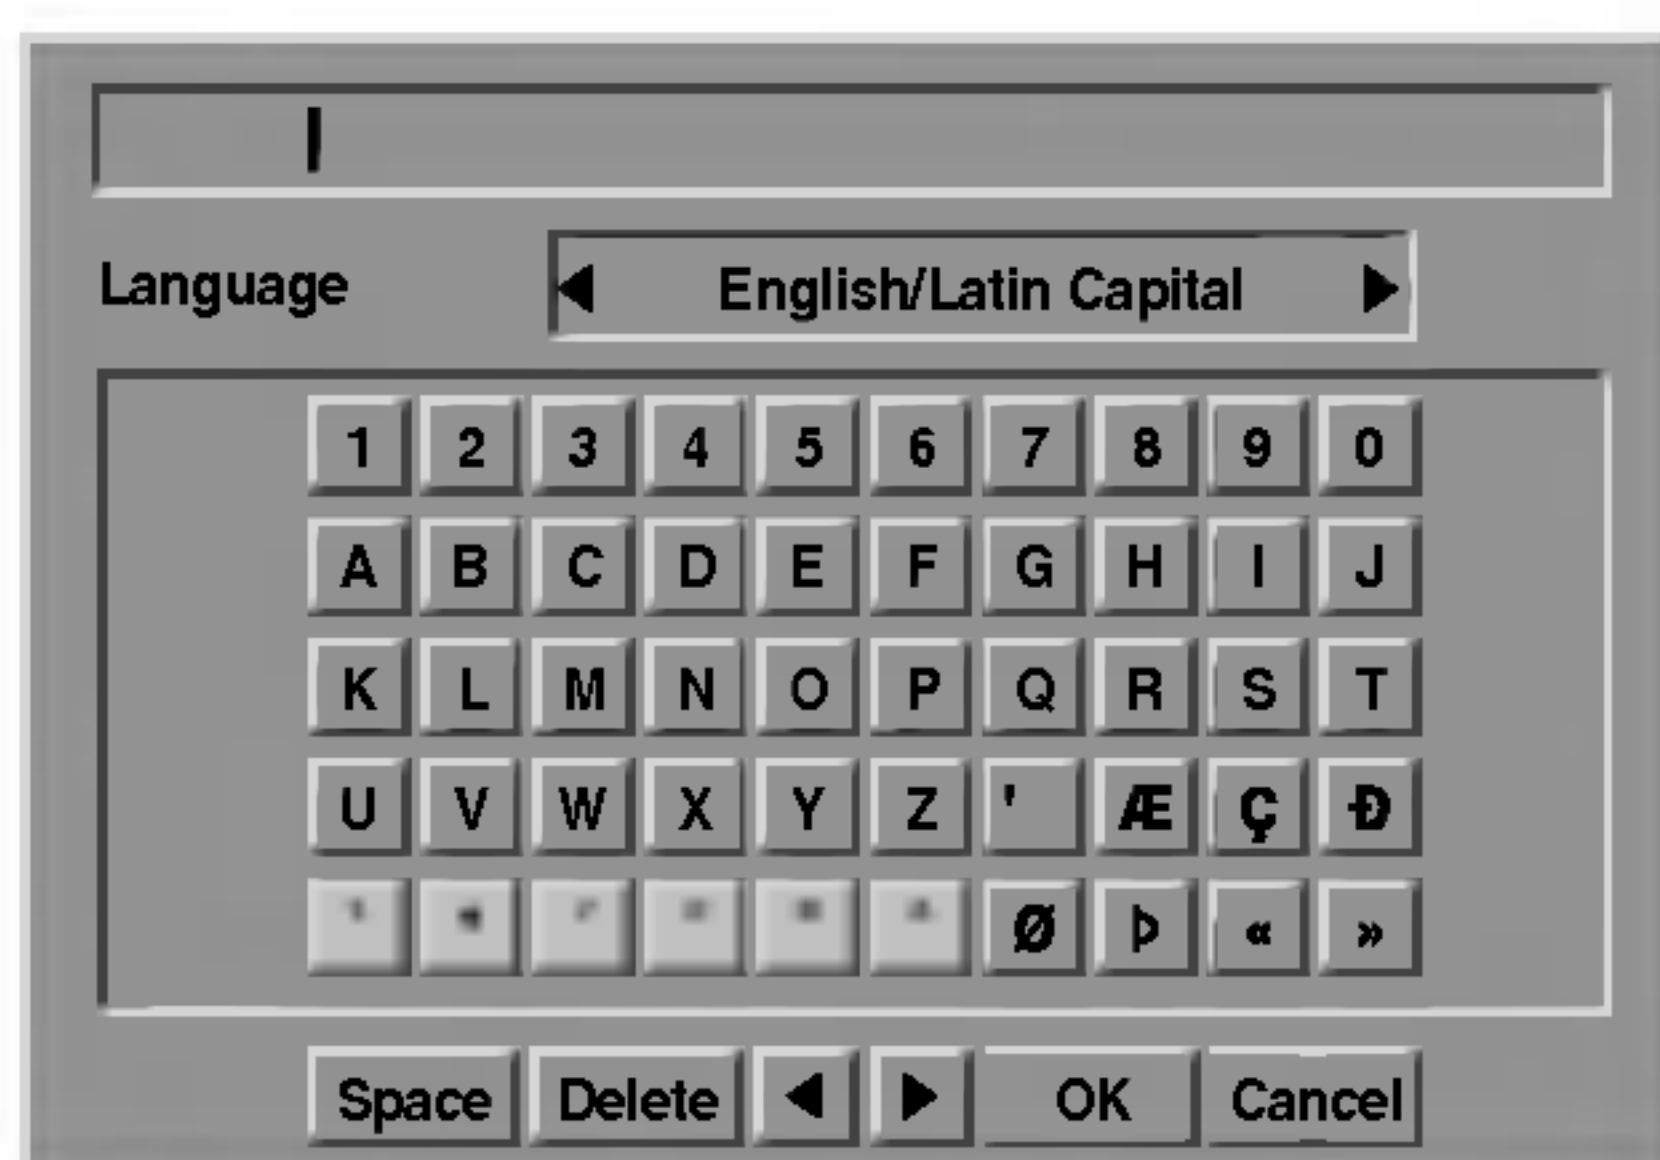 Language
English/Latin Capital
1 2 3 4 5 6 7 8 9 0
A B C D E F G H I J
K L M N O P Q R S T
U V W X Y Z ' Æ Ç Đ
Ø Þ « »
Space Delete OK Cancel